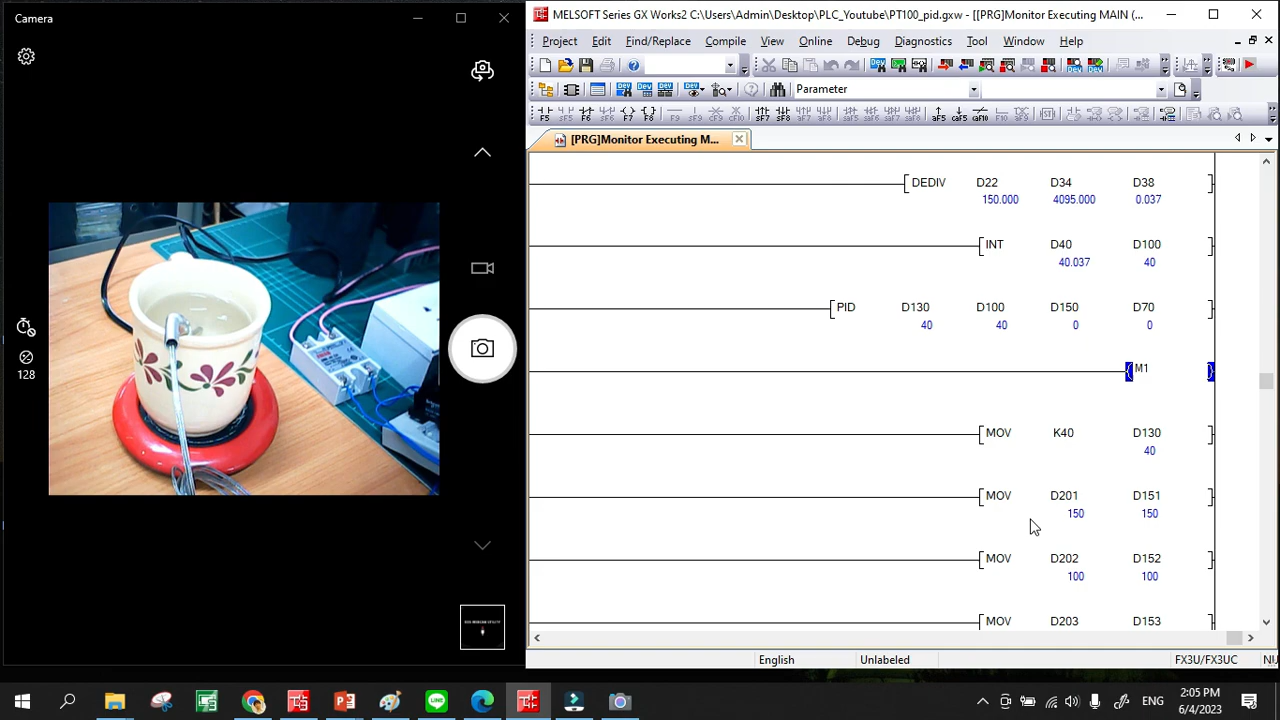 Camera
128
MELSOFT Series GX Works2 C:\Users\Admin\Desktop\PLC_Youtube\PT100_pid.gxw - [[PRG]Monitor Executing MAIN (...
Project Edit Find/Replace Compile View Online Debug Diagnostics Tool Window Help
Parameter
[PRG]Monitor Executing M...
DEDIV D22 D34 D38
150.000 4095.000 0.037
INT D40 D100
40.037 40
PID D130 D100 D150 D70
40 40 0 0
M1
MOV K40 D130
40
MOV D201 D151
150 150
MOV D202 D152
100 100
MOV D203 D153
English Unlabeled FX3U/FX3UC
ENG
2:05 PM
6/4/2023